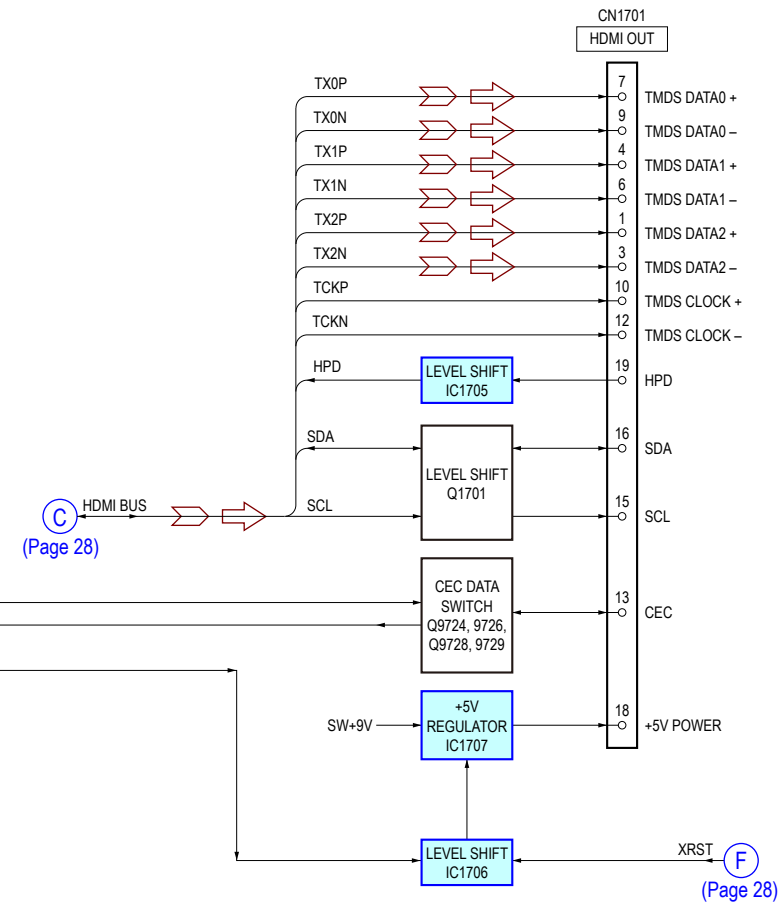 CN1701
HDMI OUT
TX0P
7
TMDS DATA0 +
TX0N
9
TMDS DATA0 –
TX1P
4
TMDS DATA1 +
TX1N
6
TMDS DATA1 –
TX2P
1
TMDS DATA2 +
TX2N
3
TMDS DATA2 –
TCKP
10
TMDS CLOCK +
TCKN
12
TMDS CLOCK –
HPD
LEVEL SHIFT
IC1705
19
HPD
SDA
16
SDA
LEVEL SHIFT
Q1701
C
HDMI BUS
(Page 28)
SCL
15
SCL
CEC DATA
SWITCH
Q9724, 9726,
Q9728, 9729
13
CEC
SW+9V
+5V
REGULATOR
IC1707
18
+5V POWER
LEVEL SHIFT
IC1706
XRST
F
(Page 28)